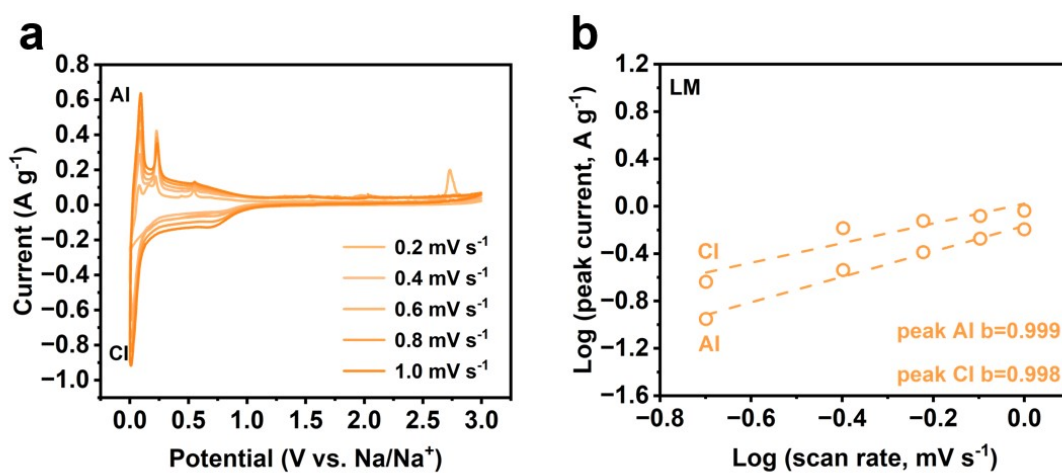 a
0.8
0.6
0.4
0.2
0.0
−0.2
−0.4
−0.6
−0.8
−1.0
Current (A g⁻¹)
AI
CI
0.2 mV s⁻¹
0.4 mV s⁻¹
0.6 mV s⁻¹
0.8 mV s⁻¹
1.0 mV s⁻¹
0.0 0.5 1.0 1.5 2.0 2.5 3.0
Potential (V vs. Na/Na⁺)
b
1.2
0.8
0.4
0.0
−0.4
−0.8
−1.2
−1.6
Log (peak current, A g⁻¹)
LM
CI
AI
peak AI b=0.999
peak CI b=0.998
−0.8 −0.6 −0.4 −0.2 0.0
Log (scan rate, mV s⁻¹)